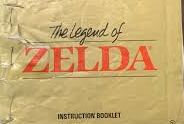 The Legend of
ZELDA
INSTRUCTION BOOKLET